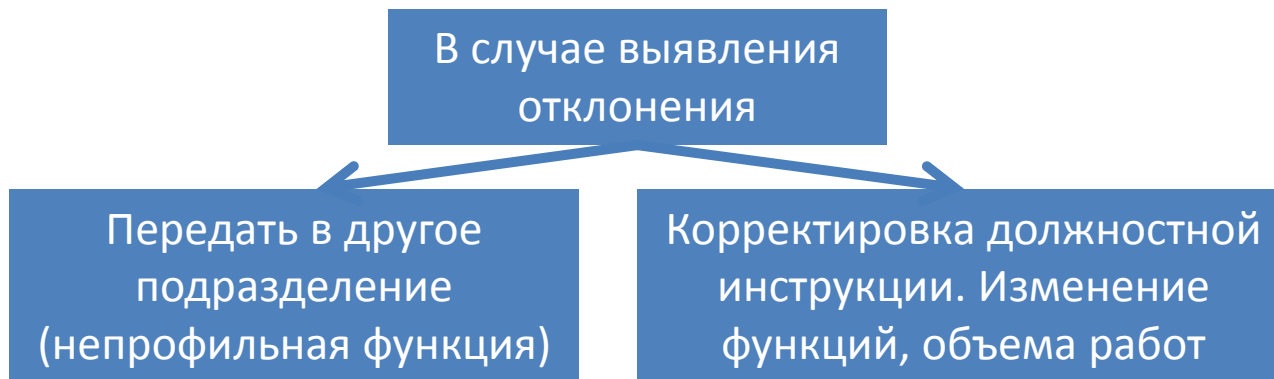 В случае выявления
отклонения
Передать в другое
подразделение
(непрофильная функция)
Корректировка должностной
инструкции. Изменение
функций, объема работ